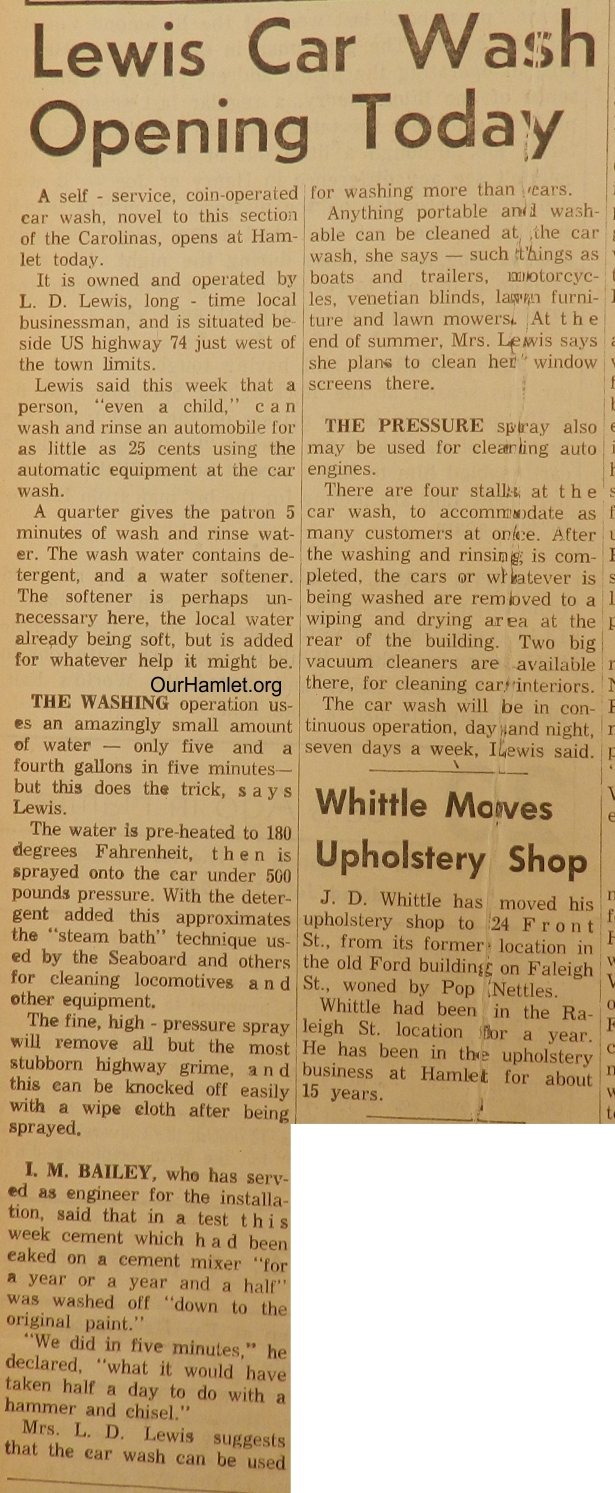 Lewis Car Wash
Opening Today
A self - service, coin-operated
car wash, novel to this section
of the Carolinas, opens at Ham-
let today.
It is owned and operated by
L. D. Lewis, long - time local
businessman, and is situated be-
side US highway 74 just west of
the town limits.
Lewis said this week that a
person, "even a child," can
wash and rinse an automobile for
as little as 25 cents using the
automatic equipment at the car
wash.
A quarter gives the patron 5
minutes of wash and rinse wat-
er. The wash water contains de-
tergent, and a water softener.
The softener is perhaps un-
necessary here, the local water
already being soft, but is added
for whatever help it might be.
OurHamlet.org
THE WASHING operation us-
es an amazingly small amount
of water — only five and a
fourth gallons in five minutes—
but this does the trick, says
Lewis.
The water is pre-heated to 180
degrees Fahrenheit, then is
sprayed onto the car under 500
pounds pressure. With the deter-
gent added this approximates
the "steam bath" technique us-
ed by the Seaboard and others
for cleaning locomotives and
other equipment.
The fine, high - pressure spray
will remove all but the most
stubborn highway grime, and
this can be knocked off easily
with a wipe cloth after being
sprayed.
I. M. BAILEY, who has serv-
ed as engineer for the installa-
tion, said that in a test this
week cement which had been
caked on a cement mixer "for
a year or a year and a half"
was washed off "down to the
original paint."
"We did in five minutes," he
declared, "what it would have
taken half a day to do with a
hammer and chisel."
Mrs. L. D. Lewis suggests
that the car wash can be used
for washing more than cars.
Anything portable and wash-
able can be cleaned at the car
wash, she says — such things as
boats and trailers, motorcyc-
les, venetian blinds, lawn furni-
ture and lawn mowers. At the
end of summer, Mrs. Lewis says
she plans to clean her window
screens there.
THE PRESSURE spray also
may be used for cleaning auto
engines.
There are four stalls at the
car wash, to accommodate as
many customers at once. After
the washing and rinsing is com-
pleted, the cars or whatever is
being washed are removed to a
wiping and drying area at the
rear of the building. Two big
vacuum cleaners are available
there, for cleaning car interiors.
The car wash will be in con-
tinuous operation, day and night,
seven days a week, Lewis said.
Whittle Moves
Upholstery Shop
J. D. Whittle has moved his
upholstery shop to 24 Front
St., from its former location in
the old Ford building on Faleigh
St., woned by Pop Nettles.
Whittle had been in the Ra-
leigh St. location for a year.
He has been in the upholstery
business at Hamlet for about
15 years.